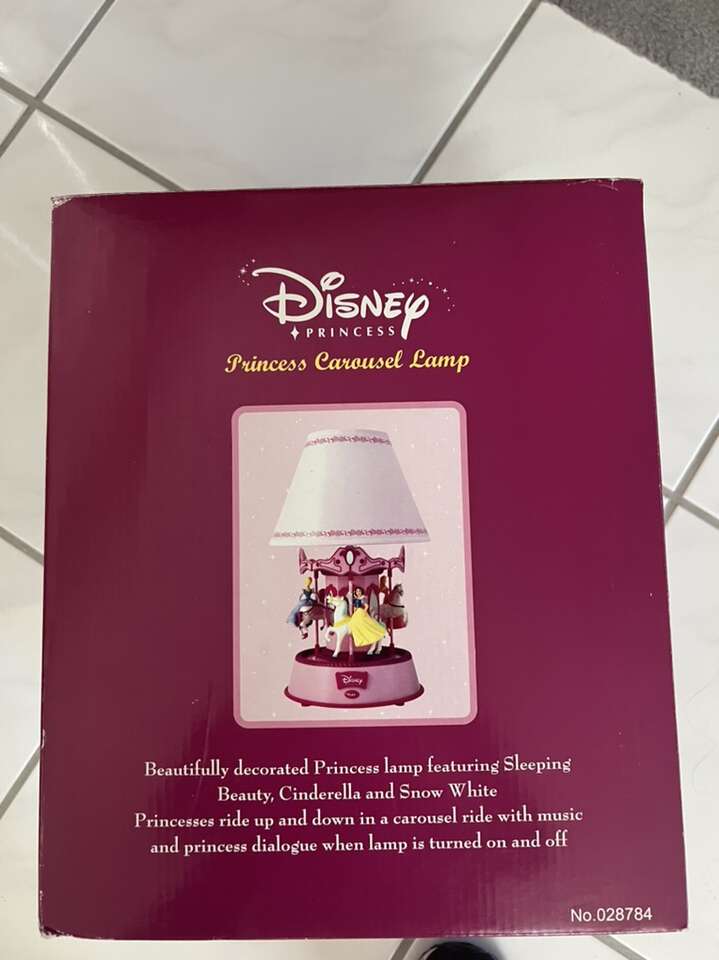 Disney
PRINCESS
Princess Carousel Lamp
Disney
Beautifully decorated Princess lamp featuring Sleeping
Beauty, Cinderella and Snow White
Princesses ride up and down in a carousel ride with music
and princess dialogue when lamp is turned on and off
No.028784